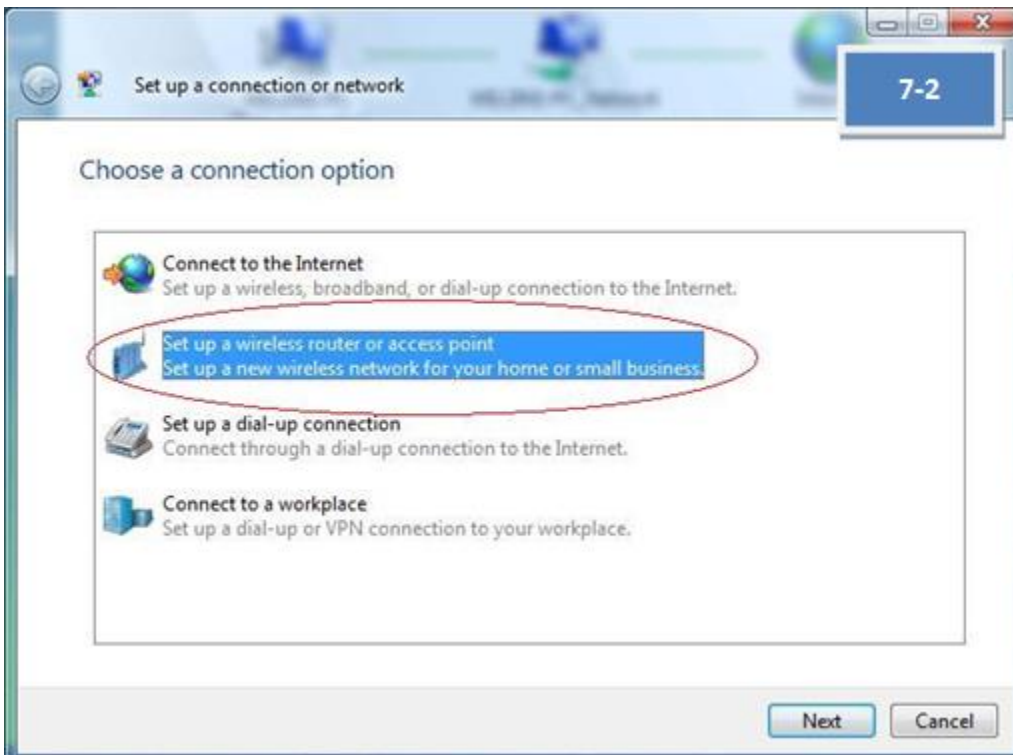 Set up a connection or network
7-2
Choose a connection option
Connect to the Internet
Set up a wireless, broadband, or dial-up connection to the Internet.
Set up a wireless router or access point
Set up a new wireless network for your home or small business.
Set up a dial-up connection
Connect through a dial-up connection to the Internet.
Connect to a workplace
Set up a dial-up or VPN connection to your workplace.
Next
Cancel